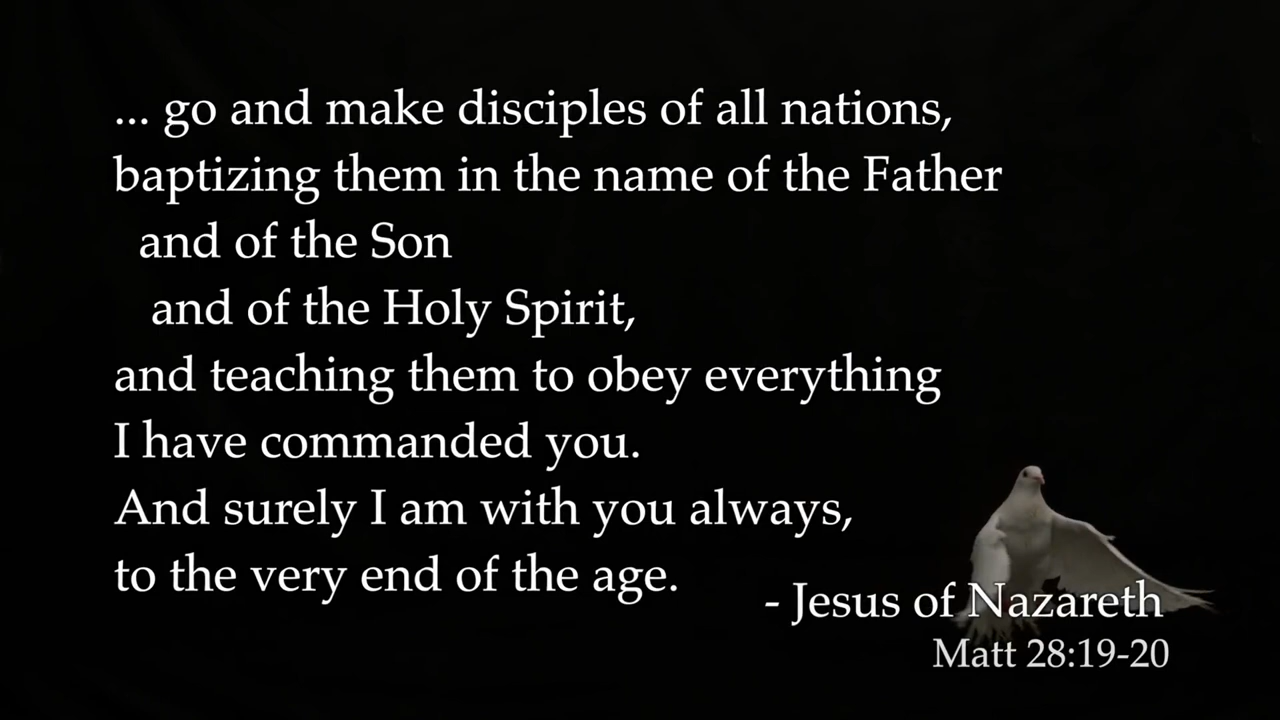 ... go and make disciples of all nations,
baptizing them in the name of the Father
and of the Son
and of the Holy Spirit,
and teaching them to obey everything
I have commanded you.
And surely I am with you always,
to the very end of the age.
- Jesus of Nazareth
Matt 28:19-20